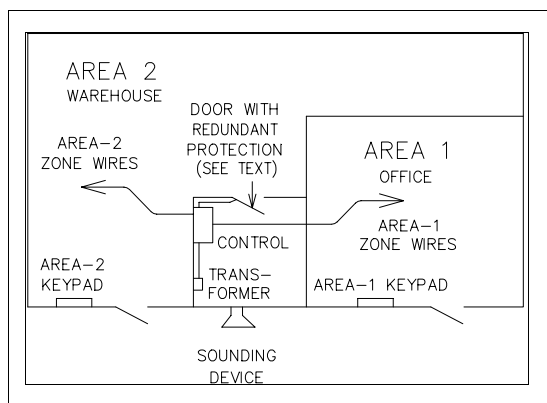 AREA 2
WAREHOUSE
DOOR WITH
REDUNDANT
PROTECTION
(SEE TEXT)
AREA-2
ZONE WIRES
AREA 1
OFFICE
AREA-1
ZONE WIRES
CONTROL
AREA-2
KEYPAD
TRANS-
FORMER
AREA-1 KEYPAD
SOUNDING
DEVICE